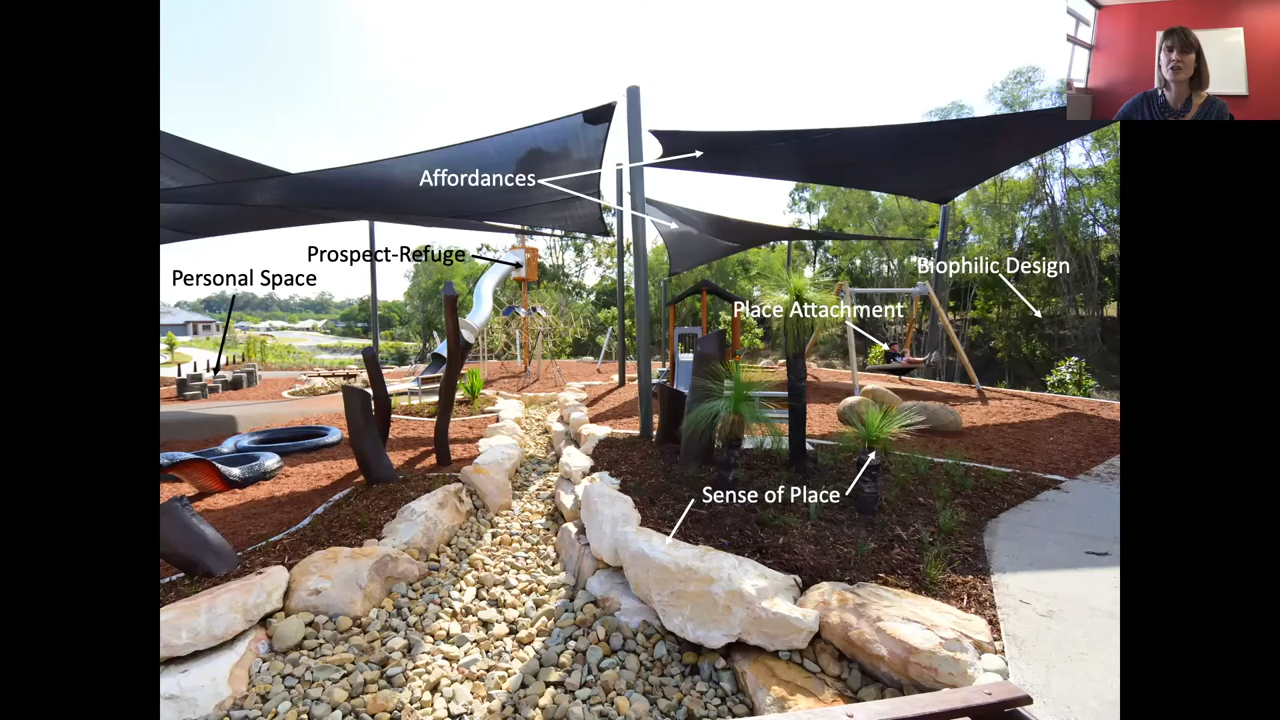 Affordances
Prospect-Refuge
Personal Space
Biophilic Design
Place Attachment
Sense of Place